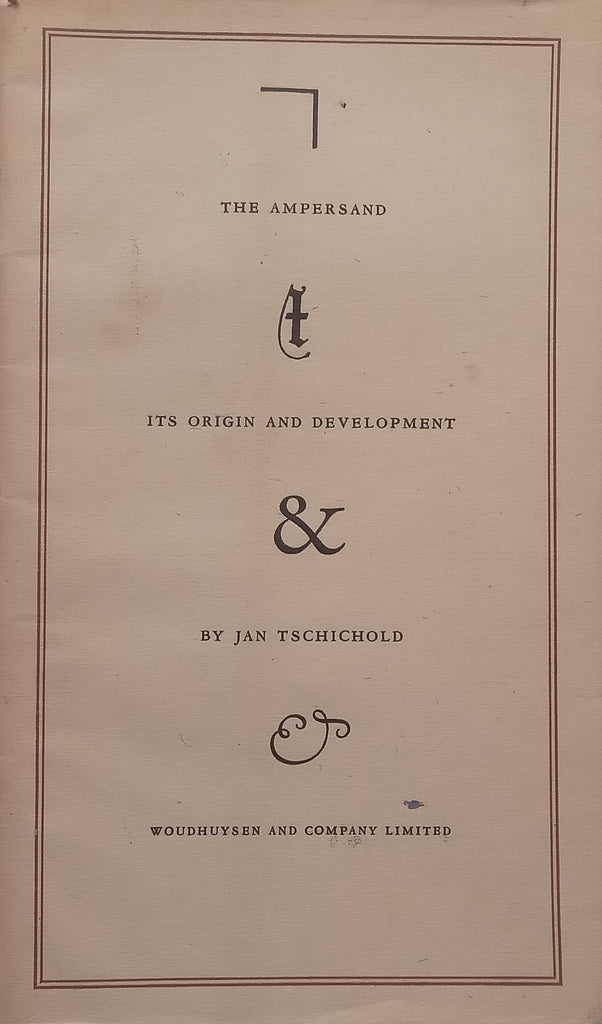 ⁊
THE AMPERSAND
&
ITS ORIGIN AND DEVELOPMENT
&
BY JAN TSCHICHOLD
&
WOUDHUYSEN AND COMPANY LIMITED